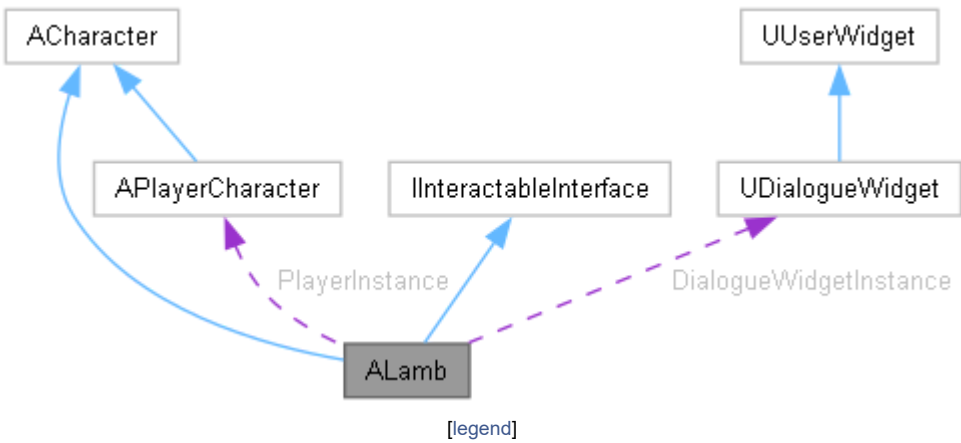 ACharacter
UUserWidget
APlayerCharacter
IInteractableInterface
UDialogueWidget
PlayerInstance
DialogueWidgetInstance
ALamb
[legend]